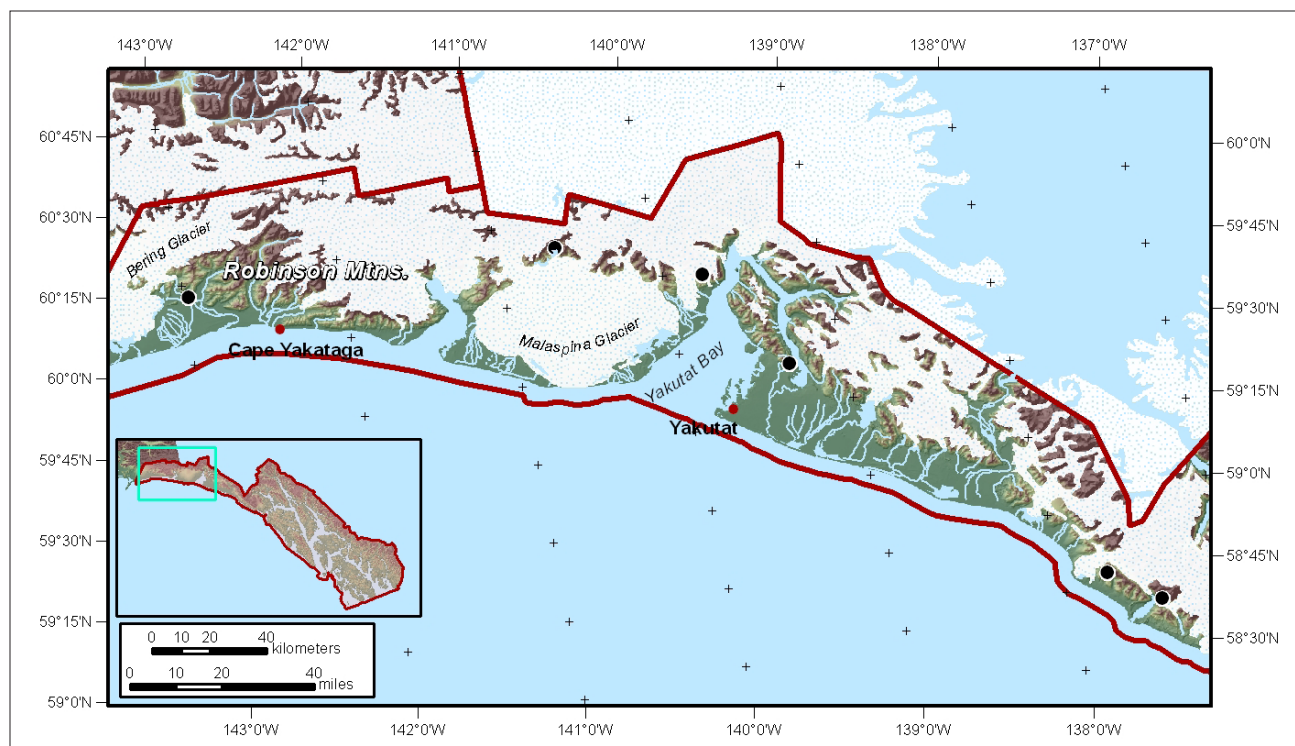 143°0'W 142°0'W 141°0'W 140°0'W 139°0'W 138°0'W 137°0'W
60°45'N
60°0'N
60°30'N
59°45'N
Bering Glacier
Robinson Mtns.
60°15'N
59°30'N
Malaspina Glacier
Cape Yakataga
60°0'N
Yakutat Bay
59°15'N
Yakutat
59°45'N
59°0'N
59°30'N
58°45'N
59°15'N
58°30'N
0 10 20 40
kilometers
0 10 20 40
miles
59°0'N
143°0'W 142°0'W 141°0'W 140°0'W 139°0'W 138°0'W